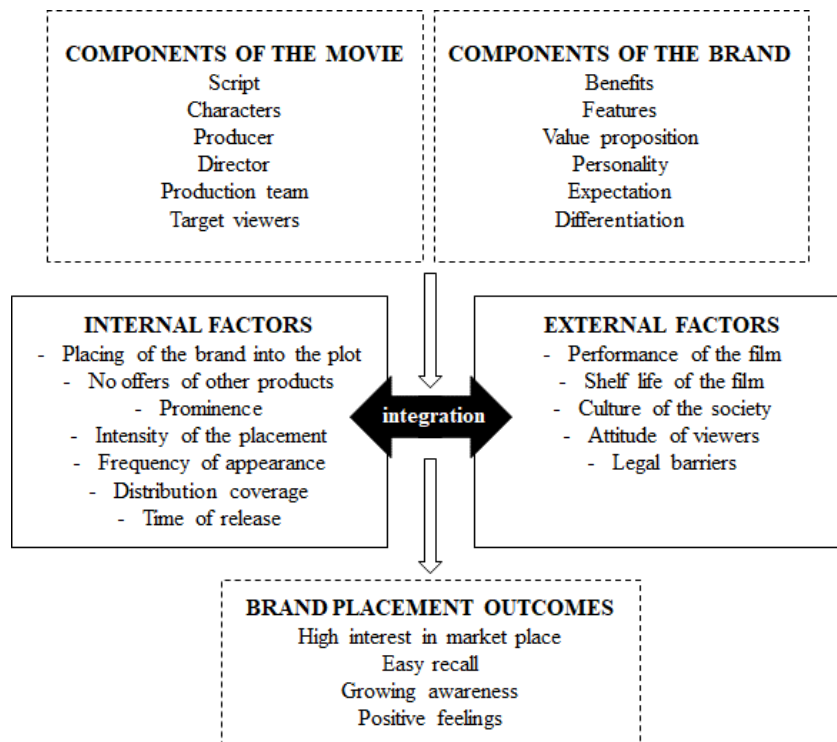 COMPONENTS OF THE MOVIE
Script
Characters
Producer
Director
Production team
Target viewers
COMPONENTS OF THE BRAND
Benefits
Features
Value proposition
Personality
Expectation
Differentiation
INTERNAL FACTORS
- Placing of the brand into the plot
- No offers of other products
- Prominence
- Intensity of the placement
- Frequency of appearance
- Distribution coverage
- Time of release
integration
EXTERNAL FACTORS
- Performance of the film
- Shelf life of the film
- Culture of the society
- Attitude of viewers
- Legal barriers
BRAND PLACEMENT OUTCOMES
High interest in market place
Easy recall
Growing awareness
Positive feelings